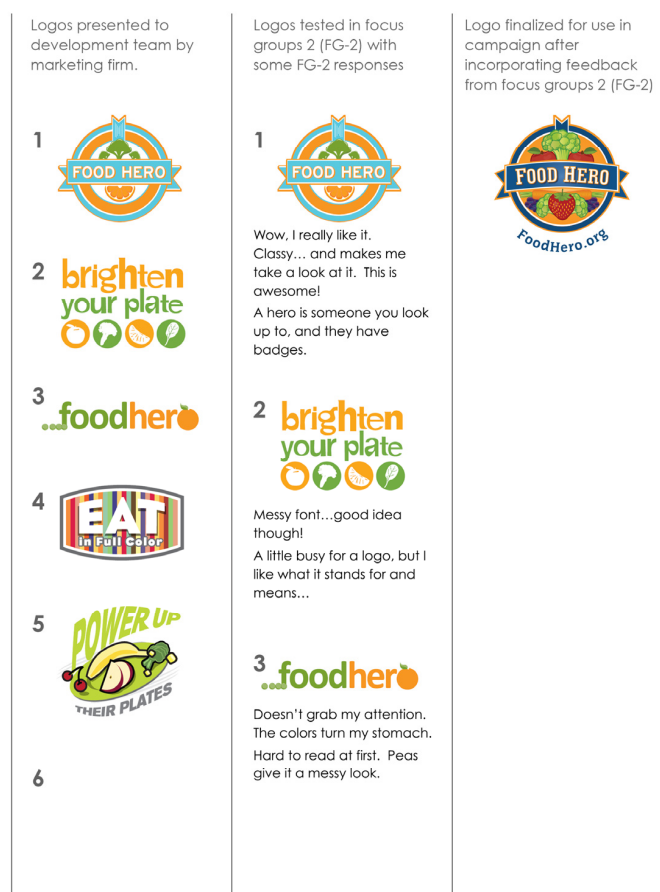 Logos presented to
development team by
marketing firm.
1
FOOD HERO
2
brighten
your plate
3
foodhero
4
EAT
in Full Color
5
POWER UP
THEIR PLATES
6
Logos tested in focus
groups 2 (FG-2) with
some FG-2 responses
1
FOOD HERO
Wow, I really like it.
Classy… and makes me
take a look at it.  This is
awesome!
A hero is someone you look
up to, and they have
badges.
2
brighten
your plate
Messy font…good idea
though!
A little busy for a logo, but I
like what it stands for and
means…
3
foodhero
Doesn't grab my attention.
The colors turn my stomach.
Hard to read at first.  Peas
give it a messy look.
Logo finalized for use in
campaign after
incorporating feedback
from focus groups 2 (FG-2)
FOOD HERO
FoodHero.org